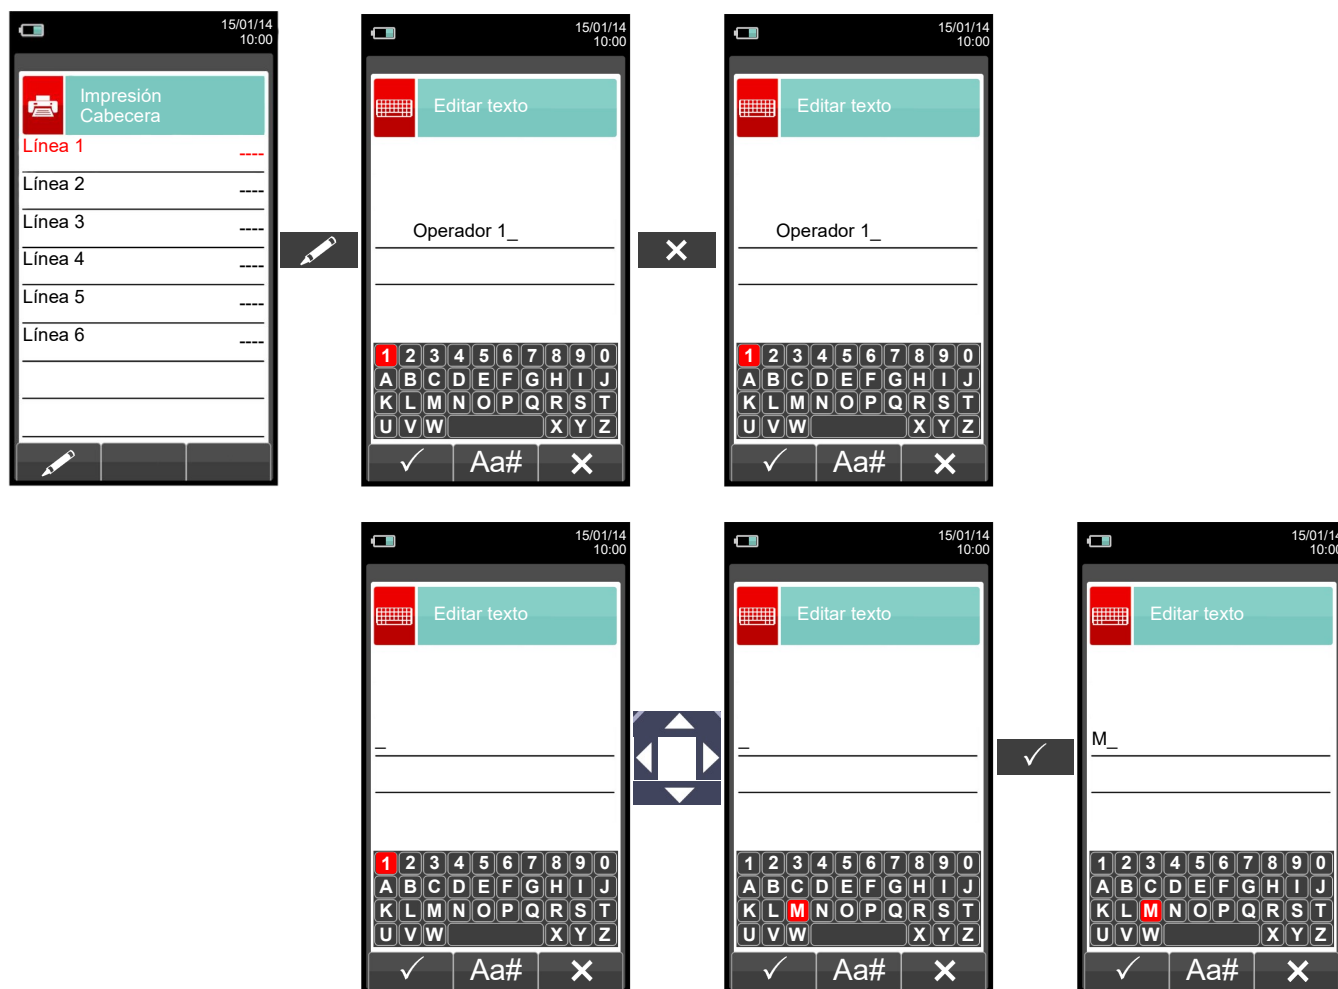 15/01/14
10:00
Impresión
Cabecera
Línea 1 ----
Línea 2 ----
Línea 3 ----
Línea 4 ----
Línea 5 ----
Línea 6 ----
15/01/14
10:00
Editar texto
Operador 1_
1 2 3 4 5 6 7 8 9 0
A B C D E F G H I J
K L M N O P Q R S T
U V W X Y Z
Aa#
15/01/14
10:00
Editar texto
Operador 1_
1 2 3 4 5 6 7 8 9 0
A B C D E F G H I J
K L M N O P Q R S T
U V W X Y Z
Aa#
15/01/14
10:00
Editar texto
_
1 2 3 4 5 6 7 8 9 0
A B C D E F G H I J
K L M N O P Q R S T
U V W X Y Z
Aa#
15/01/14
10:00
Editar texto
_
1 2 3 4 5 6 7 8 9 0
A B C D E F G H I J
K L M N O P Q R S T
U V W X Y Z
Aa#
15/01/14
10:00
Editar texto
M_
1 2 3 4 5 6 7 8 9 0
A B C D E F G H I J
K L M N O P Q R S T
U V W X Y Z
Aa#